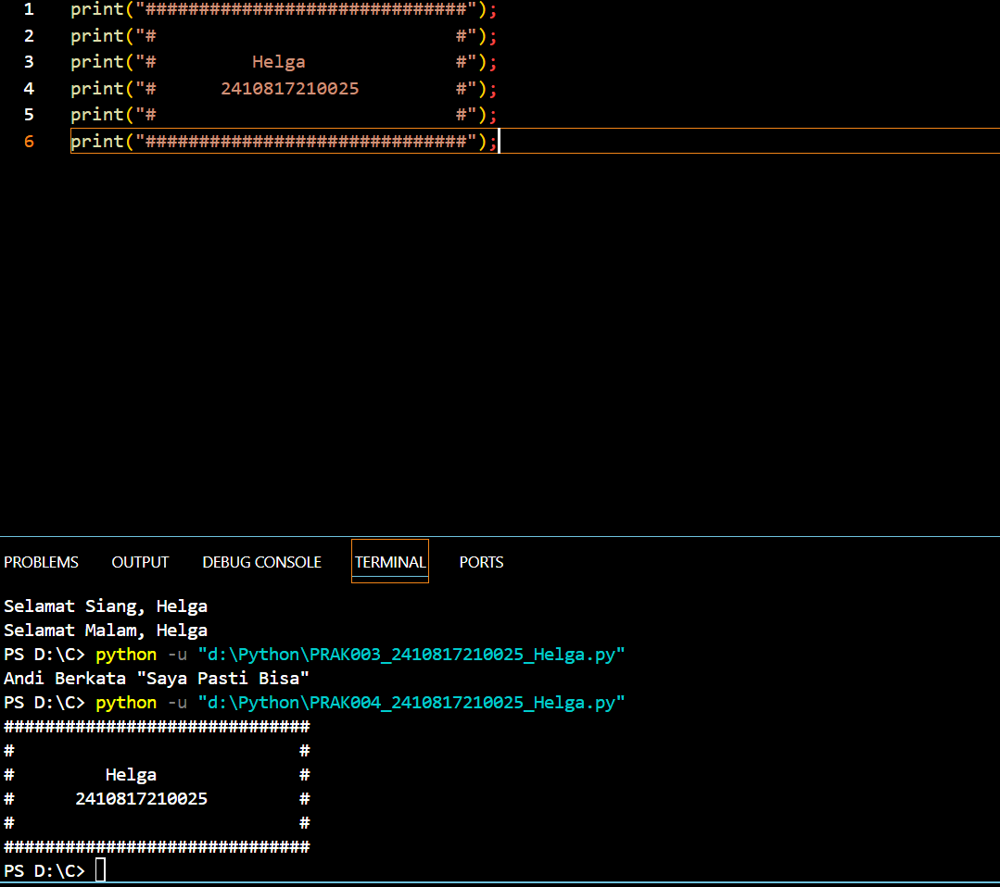 1 print("##############################");
2 print("#                            #");
3 print("#         Helga              #");
4 print("#      2410817210025         #");
5 print("#                            #");
6 print("##############################");
PROBLEMS OUTPUT DEBUG CONSOLE TERMINAL PORTS
Selamat Siang, Helga
Selamat Malam, Helga
PS D:\C> python -u "d:\Python\PRAK003_2410817210025_Helga.py"
Andi Berkata "Saya Pasti Bisa"
PS D:\C> python -u "d:\Python\PRAK004_2410817210025_Helga.py"
##############################
#                            #
#         Helga              #
#      2410817210025         #
#                            #
##############################
PS D:\C>